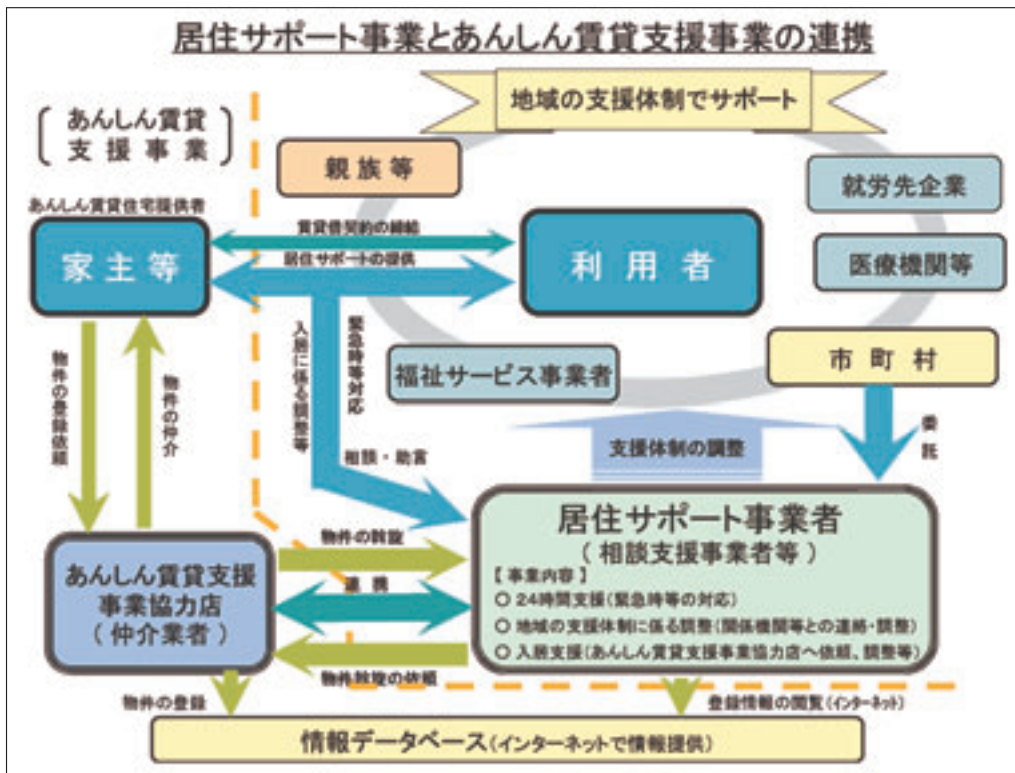 居住サポート事業とあんしん賃貸支援事業の連携
地域の支援体制でサポート
あんしん賃貸
支援事業
親族等
就労先企業
あんしん賃貸住宅提供者
家主等
賃貸借契約の締結
居住サポートの提供
利用者
医療機関等
市町村
福祉サービス事業者
物件の登録依頼
物件の仲介
入居に係る調整等
緊急時等対応
相談・助言
支援体制の調整
委託
あんしん賃貸支援
事業協力店
(仲介業者)
物件の斡旋
連携
物件斡旋の依頼
居住サポート事業者
(相談支援事業者等)
【事業内容】
○24時間支援(緊急時等の対応)
○地域の支援体制に係る調整(関係機関等との連絡・調整)
○入居支援(あんしん賃貸支援事業協力店へ依頼、調整等)
物件の登録
登録情報の閲覧(インターネット)
情報データベース(インターネットで情報提供)